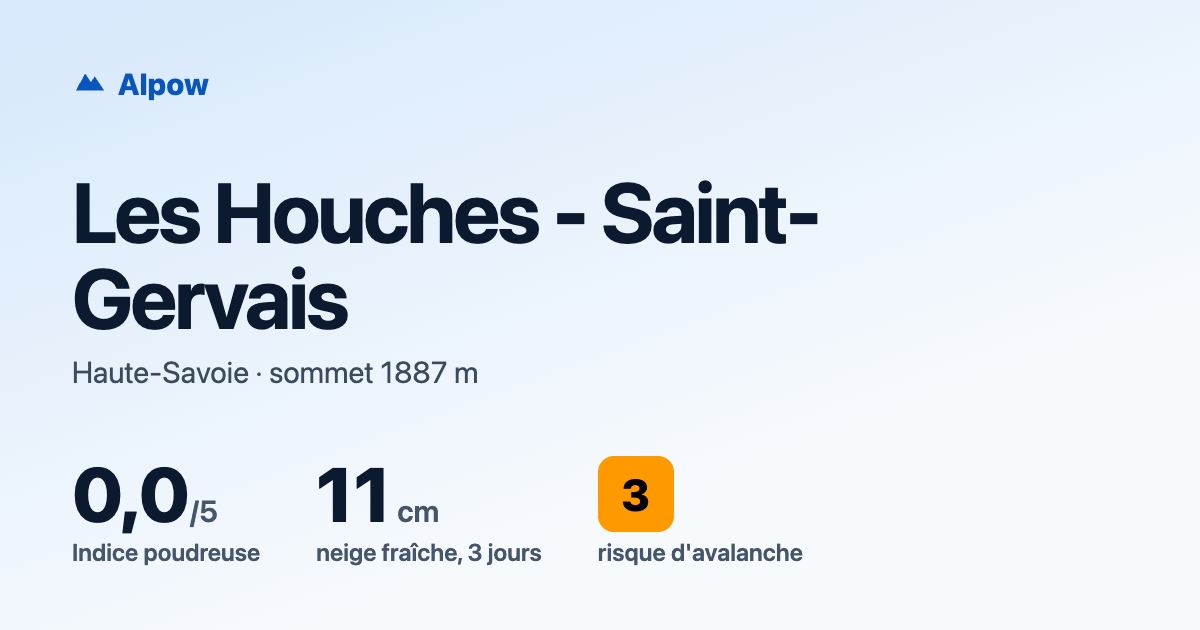 Alpow
Les Houches - Saint-
Gervais
Haute-Savoie · sommet 1887 m
0,0/5
Indice poudreuse
11 cm
neige fraîche, 3 jours
3
risque d'avalanche